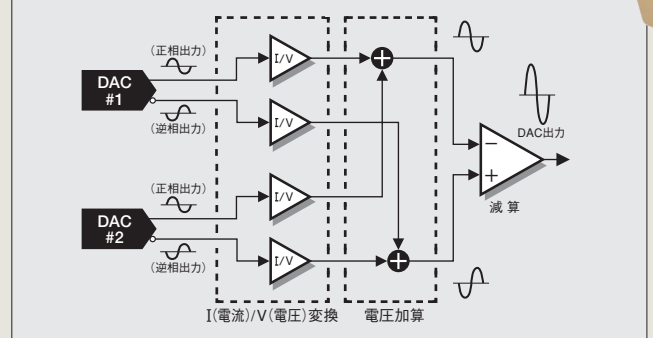 (正相出力)
DAC
#1
I/V
(逆相出力)
I/V
(正相出力)
DAC
#2
I/V
(逆相出力)
I/V
+
+
−
+
DAC出力
減 算
I(電流)/V(電圧)変換
電圧加算